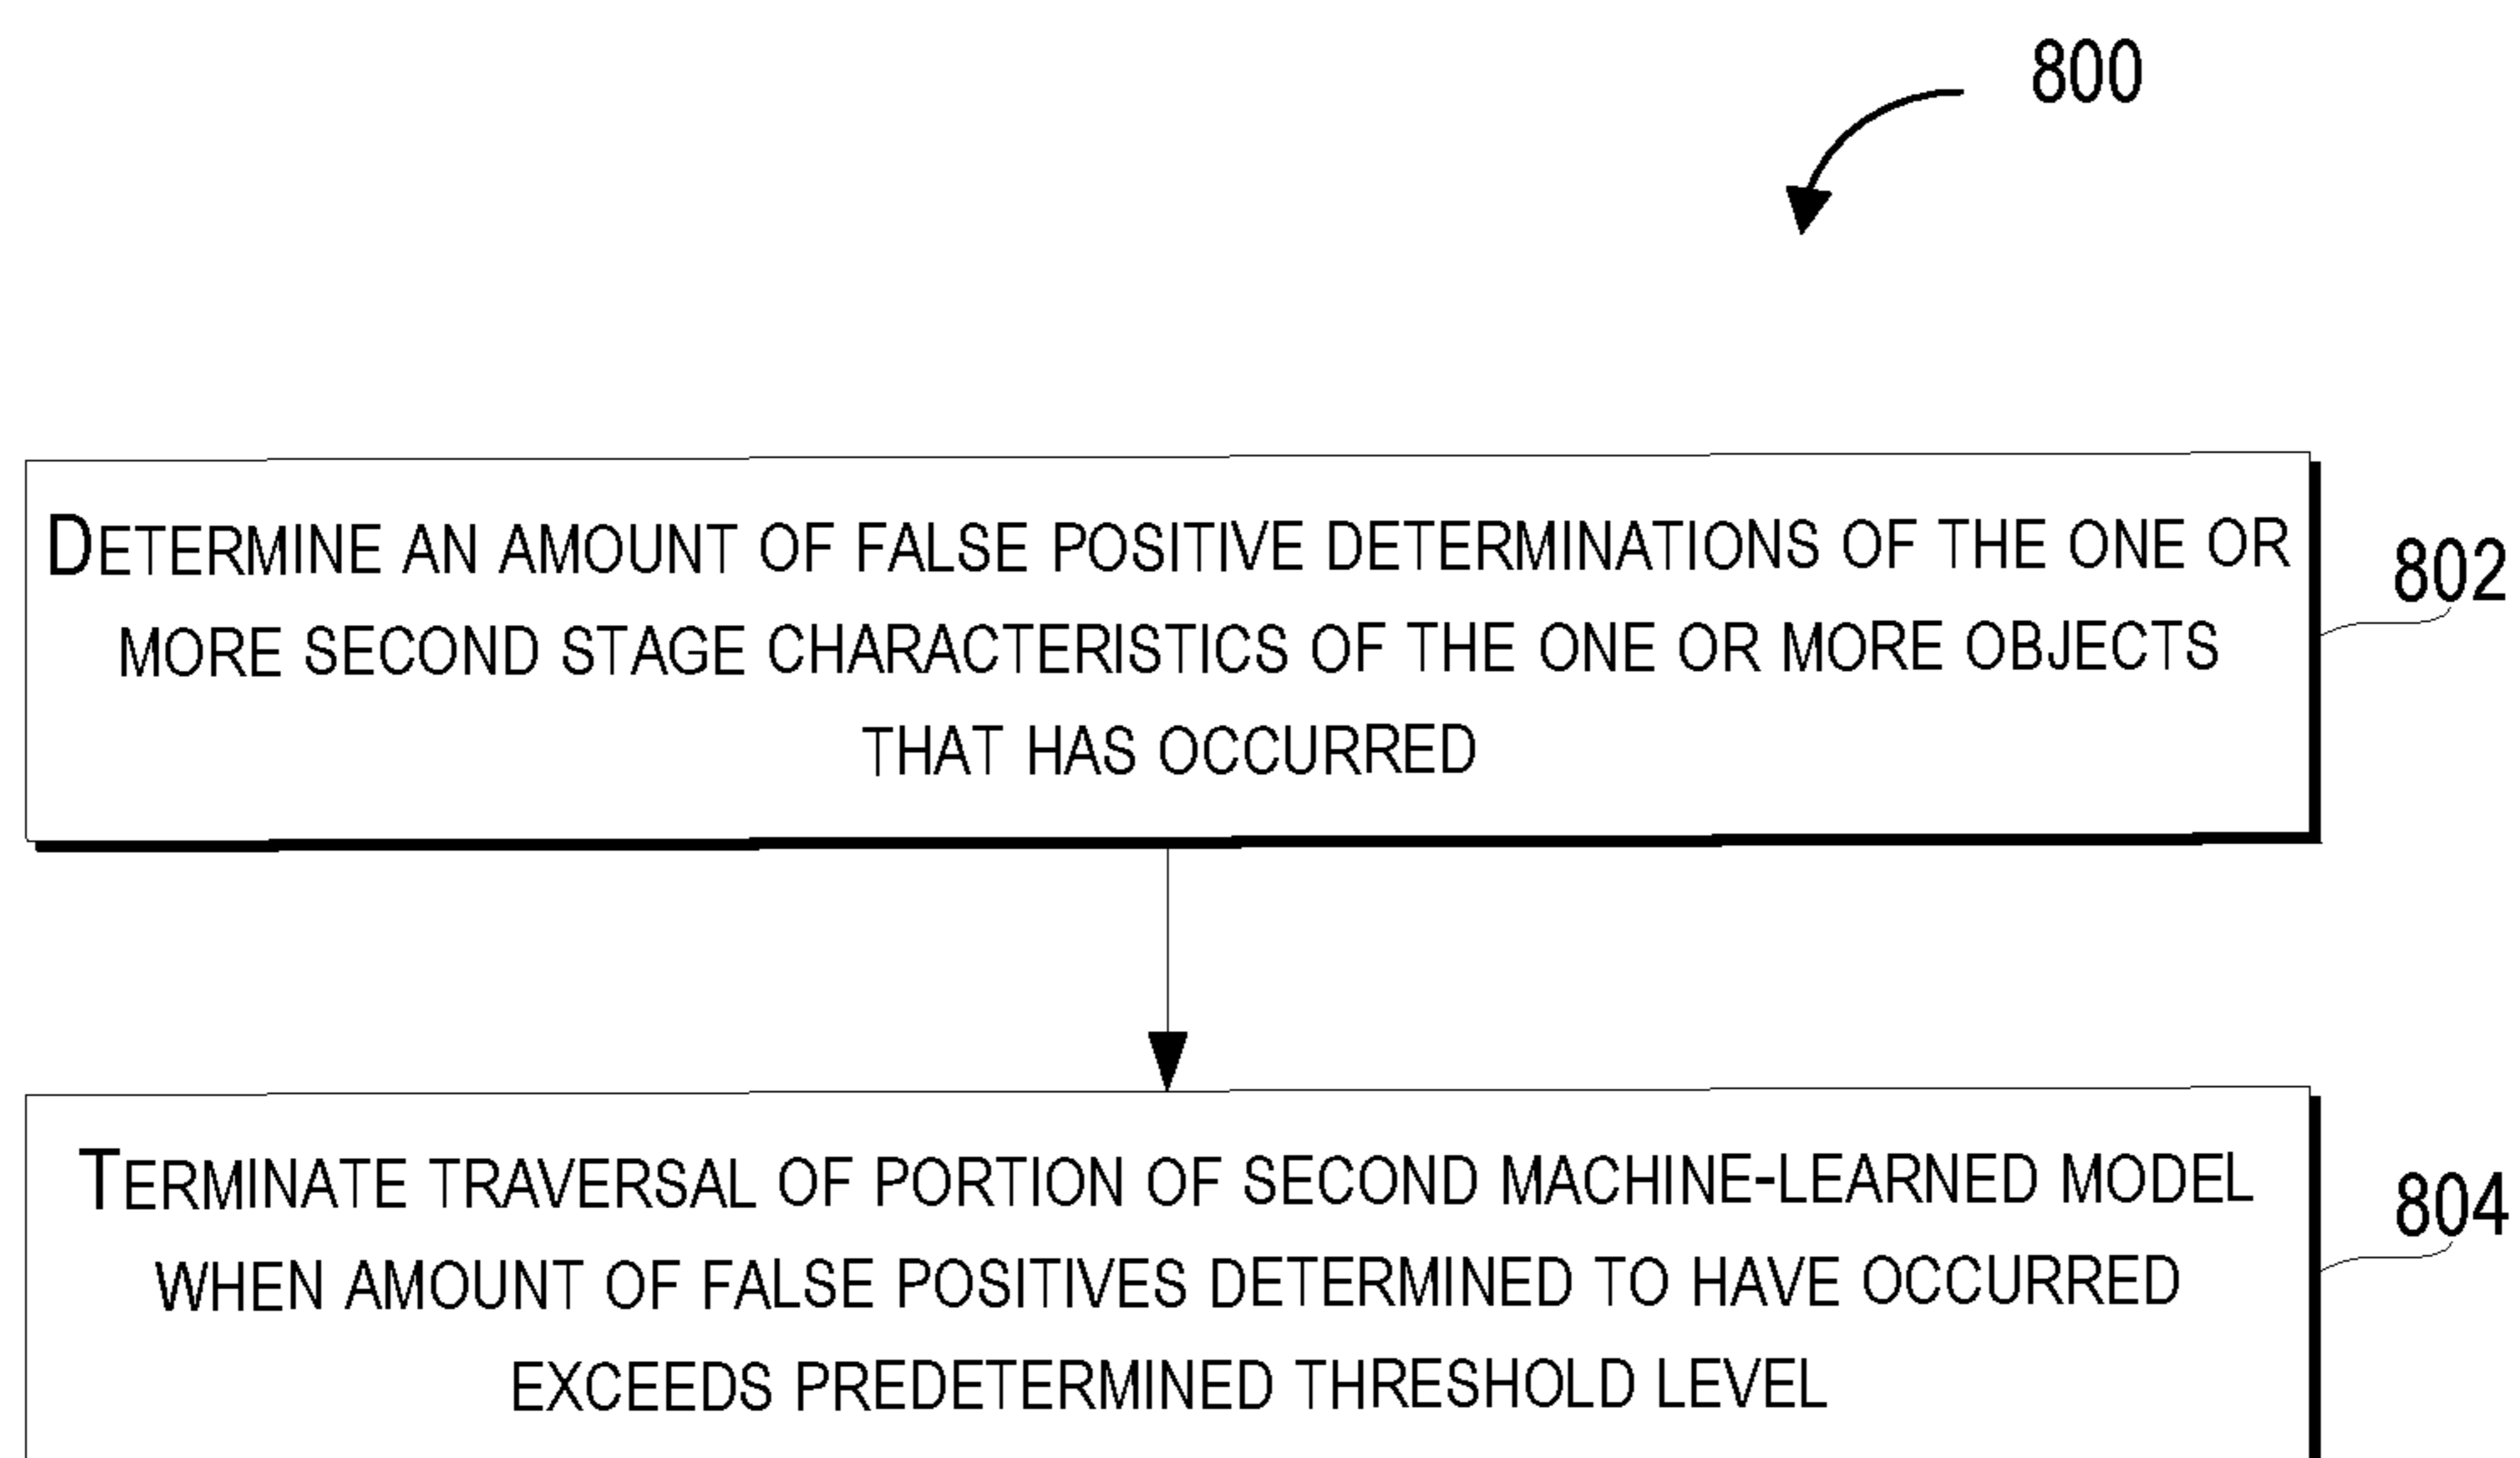 800
DETERMINE AN AMOUNT OF FALSE POSITIVE DETERMINATIONS OF THE ONE OR
MORE SECOND STAGE CHARACTERISTICS OF THE ONE OR MORE OBJECTS
THAT HAS OCCURRED
802
TERMINATE TRAVERSAL OF PORTION OF SECOND MACHINE-LEARNED MODEL
WHEN AMOUNT OF FALSE POSITIVES DETERMINED TO HAVE OCCURRED
EXCEEDS PREDETERMINED THRESHOLD LEVEL
804